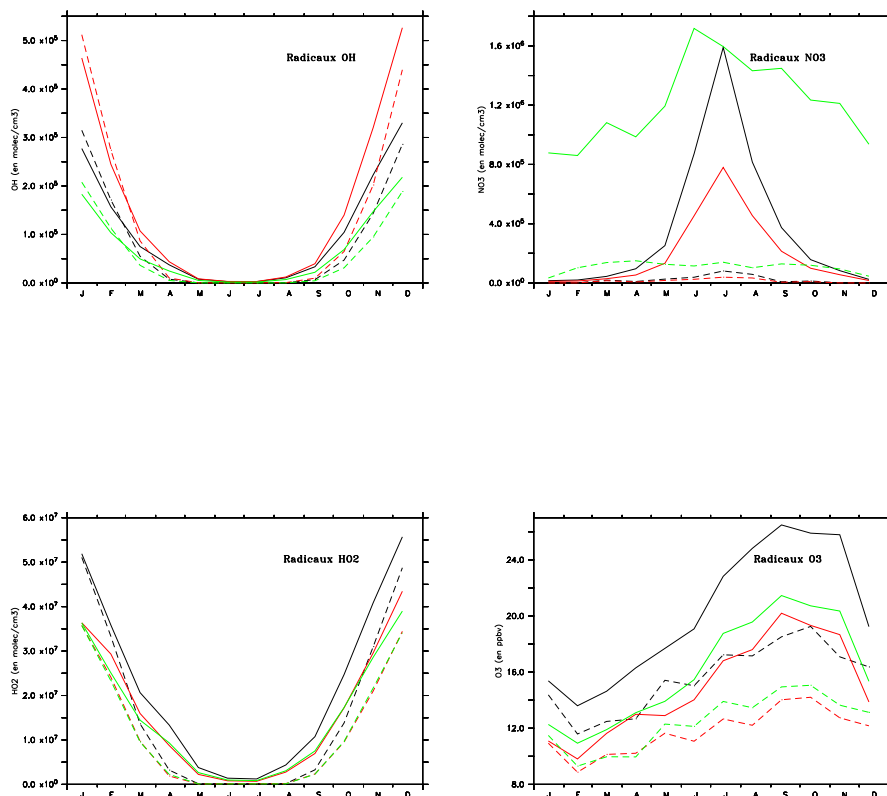 Radicaux OH
5.0 x10⁵
4.0 x10⁵
3.0 x10⁵
2.0 x10⁵
1.0 x10⁵
0.0 x10⁰
OH (en molec/cm3)
J F M A M J J A S O N D
Radicaux NO3
1.6 x10⁶
1.2 x10⁶
8.0 x10⁵
4.0 x10⁵
0.0 x10⁰
NO3 (en molec/cm3)
J F M A M J J A S O N D
Radicaux HO2
6.0 x10⁷
5.0 x10⁷
4.0 x10⁷
3.0 x10⁷
2.0 x10⁷
1.0 x10⁷
0.0 x10⁰
HO2 (en molec/cm3)
J F M A M J J A S O N D
Radicaux O3
24.0
20.0
16.0
12.0
8.0
O3 (en ppbv)
J F M A M J J A S O N D